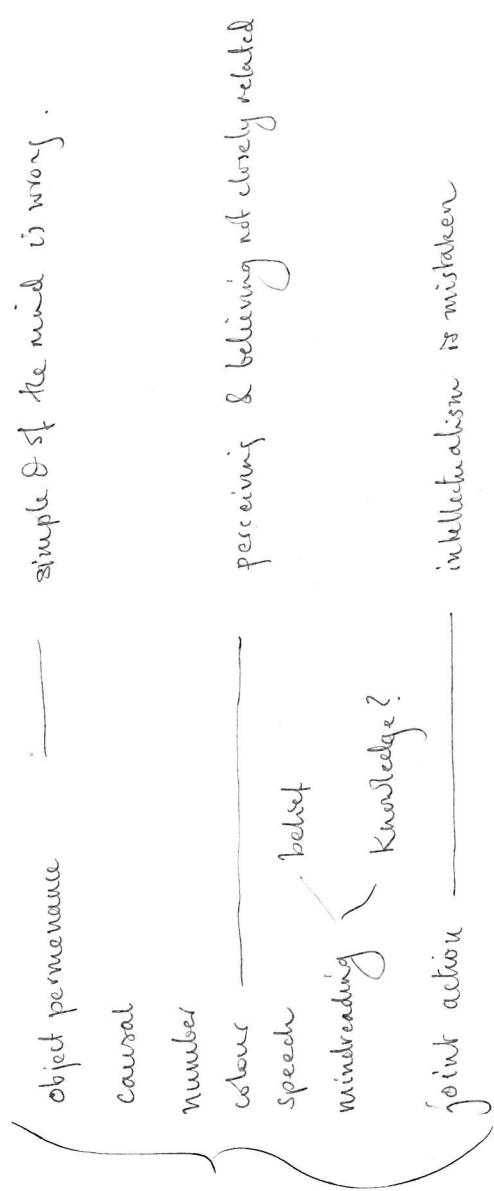 object permenance — simple θ of the mind is wrong.
causal
number
colour — perceiving & believing not closely related
speech
mindreading belief
knowledge?
joint action — intellectualism is mistaken